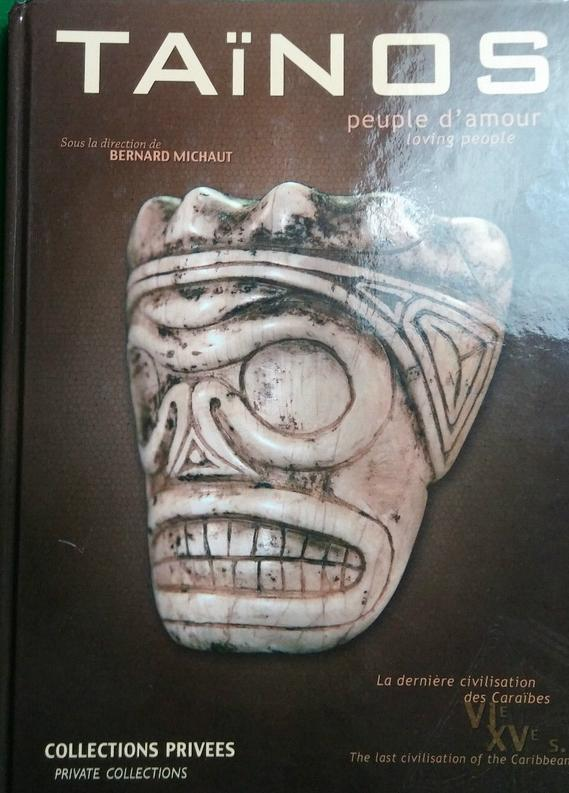 TAïNOS
peuple d'amour
loving people
Sous la direction de
BERNARD MICHAUT
La dernière civilisation
des Caraïbes
VIE
XVE s.
The last civilisation of the Caribbean
COLLECTIONS PRIVEES
PRIVATE COLLECTIONS